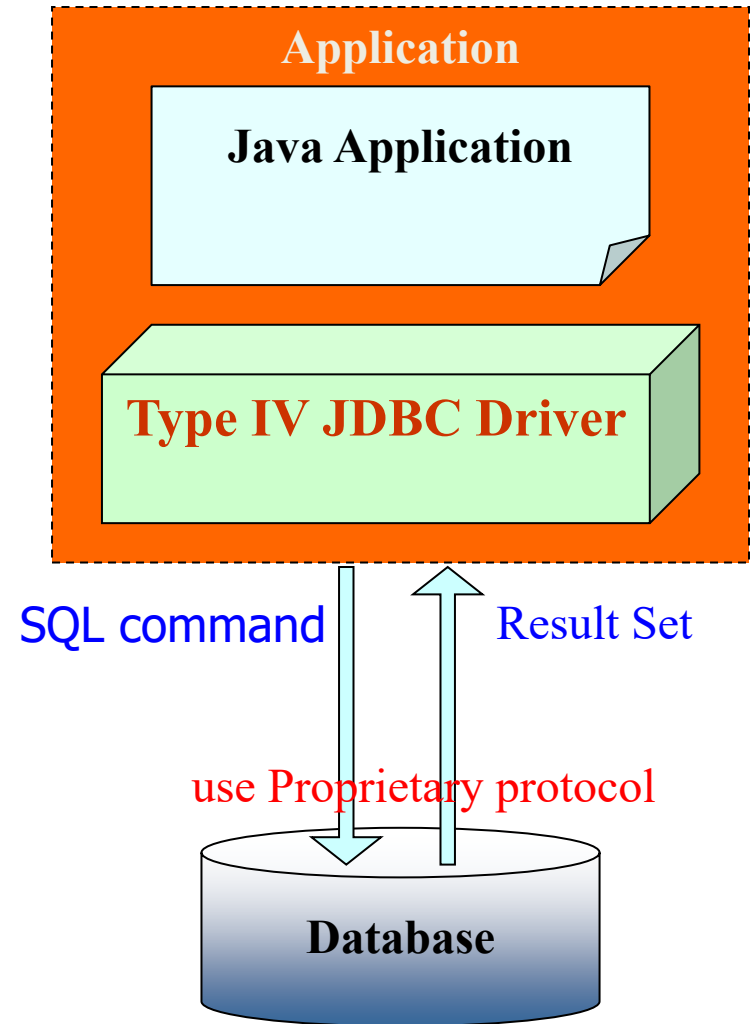 Application
Java Application
Type IV JDBC Driver
SQL command
Result Set
use Proprietary protocol
Database